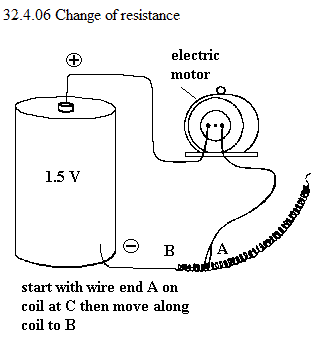 32.4.06 Change of resistance
+
electric
motor
1.5 V
−
B
A
start with wire end A on
coil at C then move along
coil to B